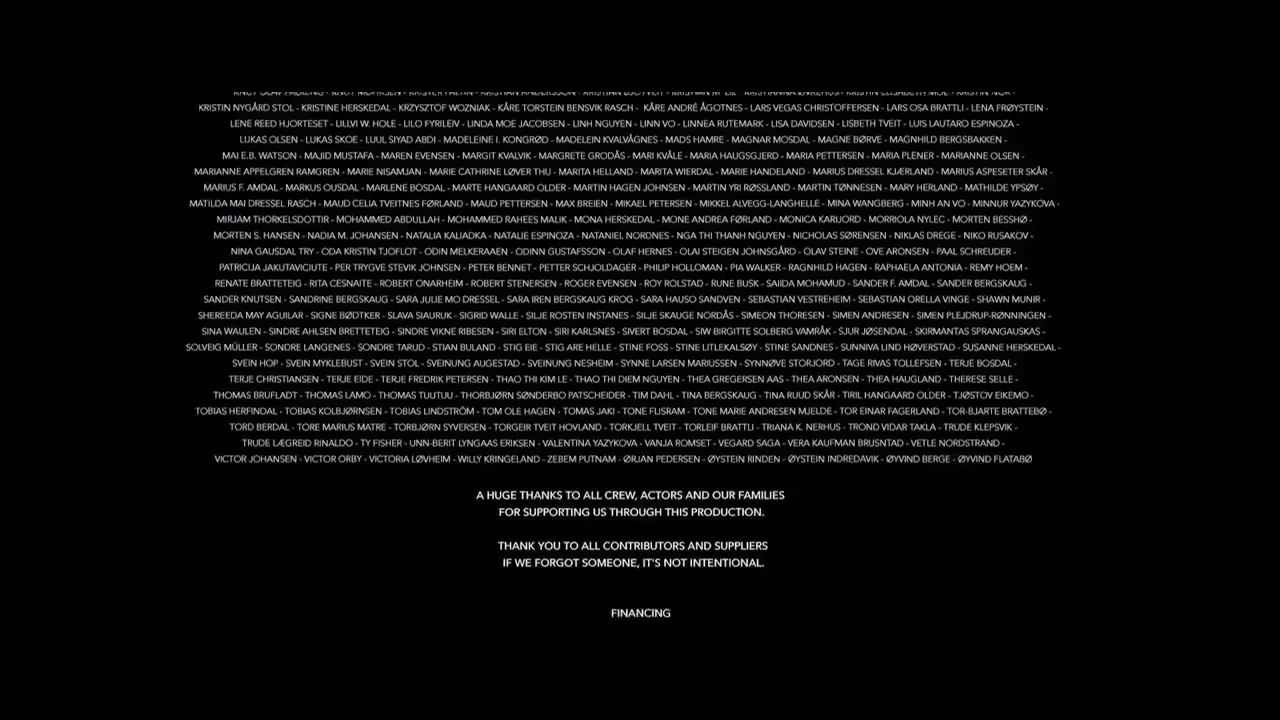 KRISTIN NYGÅRD STOL - KRISTINE HERSKEDAL - KRZYSZTOF WOZNIAK - KÅRE TORSTEIN BENSVIK RASCH - KÅRE ANDRÉ ÅGOTNES - LARS VEGAS CHRISTOFFERSEN - LARS OSA BRATTLI - LENA FRØYSTEIN -
LENE REED HJORTESET - LILLVI W. HOLE - LILO FYRILEIV - LINDA MOE JACOBSEN - LINH NGUYEN - LINN VO - LINNEA RUTEMARK - LISA DAVIDSEN - LISBETH TVEIT - LUIS LAUTARO ESPINOZA -
LUKAS OLSEN - LUKAS SKOE - LUUL SIYAD ABDI - MADELEINE I. KONGRØD - MADELEIN KVALVÅGNES - MADS HAMRE - MAGNAR MOSDAL - MAGNE BØRVE - MAGNHILD BERGSBAKKEN -
MAI E.B. WATSON - MAJID MUSTAFA - MAREN EVENSEN - MARGIT KVALVIK - MARGRETE GRODÅS - MARI KVÅLE - MARIA HAUGSGJERD - MARIA PETTERSEN - MARIA PLENER - MARIANNE OLSEN -
MARIANNE APPELGREN RAMGREN - MARIE NISAMJAN - MARIE CATHRINE LØVER THU - MARITA HELLAND - MARITA WIERDAL - MARIE HANDELAND - MARIUS DRESSEL KJÆRLAND - MARIUS ASPESETER SKÅR -
MARIUS F. AMDAL - MARKUS OUSDAL - MARLENE BOSDAL - MARTE HANGAARD OLDER - MARTIN HAGEN JOHNSEN - MARTIN YRI RØSSLAND - MARTIN TØNNESEN - MARY HERLAND - MATHILDE YPSØY -
MATILDA MAI DRESSEL RASCH - MAUD CELIA TVEITNES FØRLAND - MAUD PETTERSEN - MAX BREIEN - MIKAEL PETERSEN - MIKKEL ALVEGG-LANGHELLE - MINA WANGBERG - MINH AN VO - MINNUR YAZYKOVA -
MIRJAM THORKELSDOTTIR - MOHAMMED ABDULLAH - MOHAMMED RAHEES MALIK - MONA HERSKEDAL - MONE ANDREA FØRLAND - MONICA KARIJORD - MORRIOLA NYLEC - MORTEN BESSHØ -
MORTEN S. HANSEN - NADIA M. JOHANSEN - NATALIA KALIADKA - NATALIE ESPINOZA - NATANIEL NORDNES - NGA THI THANH NGUYEN - NICHOLAS SØRENSEN - NIKLAS DREGE - NIKO RUSAKOV -
NINA GAUSDAL TRY - ODA KRISTIN TJOFLOT - ODIN MELKERAAEN - ODINN GUSTAFSSON - OLAF HERNES - OLAI STEIGEN JOHNSGÅRD - OLAV STEINE - OVE ARONSEN - PAAL SCHREUDER -
PATRICIJA JAKUTAVICIUTE - PER TRYGVE STEVIK JOHNSEN - PETER BENNET - PETTER SCHJOLDAGER - PHILIP HOLLOMAN - PIA WALKER - RAGNHILD HAGEN - RAPHAELA ANTONIA - REMY HOEM -
RENATE BRATTETEIG - RITA CESNAITE - ROBERT ONARHEIM - ROBERT STENERSEN - ROGER EVENSEN - ROY ROLSTAD - RUNE BUSK - SAIIDA MOHAMUD - SANDER F. AMDAL - SANDER BERGSKAUG -
SANDER KNUTSEN - SANDRINE BERGSKAUG - SARA JULIE MO DRESSEL - SARA IREN BERGSKAUG KROG - SARA HAUSO SANDVEN - SEBASTIAN VESTREHEIM - SEBASTIAN ORELLA VINGE - SHAWN MUNIR -
SHEREEDA MAY AGUILAR - SIGNE BØDTKER - SLAVA SIAURUK - SIGRID WALLE - SILJE ROSTEN INSTANES - SILJE SKAUGE NORDÅS - SIMEON THORESEN - SIMEN ANDRESEN - SIMEN PLEJDRUP-RØNNINGEN -
SINA WAULEN - SINDRE AHLSEN BRETTETEIG - SINDRE VIKNE RIBESEN - SIRI ELTON - SIRI KARLSNES - SIVERT BOSDAL - SIW BIRGITTE SOLBERG VAMRÅK - SJUR JØSENDAL - SKIRMANTAS SPRANGAUSKAS -
SOLVEIG MÜLLER - SONDRE LANGENES - SONDRE TARUD - STIAN BULAND - STIG EIE - STIG ARE HELLE - STINE FOSS - STINE LITLEKALSØY - STINE SANDNES - SUNNIVA LIND HØVERSTAD - SUSANNE HERSKEDAL -
SVEIN HOP - SVEIN MYKLEBUST - SVEIN STOL - SVEINUNG AUGESTAD - SVEINUNG NESHEIM - SYNNE LARSEN MARIUSSEN - SYNNØVE STORJORD - TAGE RIVAS TOLLEFSEN - TERJE BOSDAL -
TERJE CHRISTIANSEN - TERJE EIDE - TERJE FREDRIK PETERSEN - THAO THI KIM LE - THAO THI DIEM NGUYEN - THEA GREGERSEN AAS - THEA ARONSEN - THEA HAUGLAND - THERESE SELLE -
THOMAS BRUFLADT - THOMAS LAMO - THOMAS TUUTUU - THORBJØRN SØNDERBO PATSCHEIDER - TIM DAHL - TINA BERGSKAUG - TINA RUUD SKÅR - TIRIL HANGAARD OLDER - TJØSTOV EIKEMO -
TOBIAS HERFINDAL - TOBIAS KOLBJØRNSEN - TOBIAS LINDSTRÖM - TOM OLE HAGEN - TOMAS JAKI - TONE FUSRAM - TONE MARIE ANDRESEN MJELDE - TOR EINAR FAGERLAND - TOR-BJARTE BRATTEBØ -
TORD BERDAL - TORE MARIUS MATRE - TORBJØRN SYVERSEN - TORGEIR TVEIT HOVLAND - TORKJELL TVEIT - TORLEIF BRATTLI - TRIANA K. NERHUS - TROND VIDAR TAKLA - TRUDE KLEPSVIK -
TRUDE LÆGREID RINALDO - TY FISHER - UNN-BERIT LYNGAAS ERIKSEN - VALENTINA YAZYKOVA - VANJA ROMSET - VEGARD SAGA - VERA KAUFMAN BRUSNTAD - VETLE NORDSTRAND -
VICTOR JOHANSEN - VICTOR ORBY - VICTORIA LØVHEIM - WILLY KRINGELAND - ZEBEM PUTNAM - ØRJAN PEDERSEN - ØYSTEIN RINDEN - ØYSTEIN INDREDAVIK - ØYVIND BERGE - ØYVIND FLATABØ
A HUGE THANKS TO ALL CREW, ACTORS AND OUR FAMILIES
FOR SUPPORTING US THROUGH THIS PRODUCTION.
THANK YOU TO ALL CONTRIBUTORS AND SUPPLIERS
IF WE FORGOT SOMEONE, IT'S NOT INTENTIONAL.
FINANCING